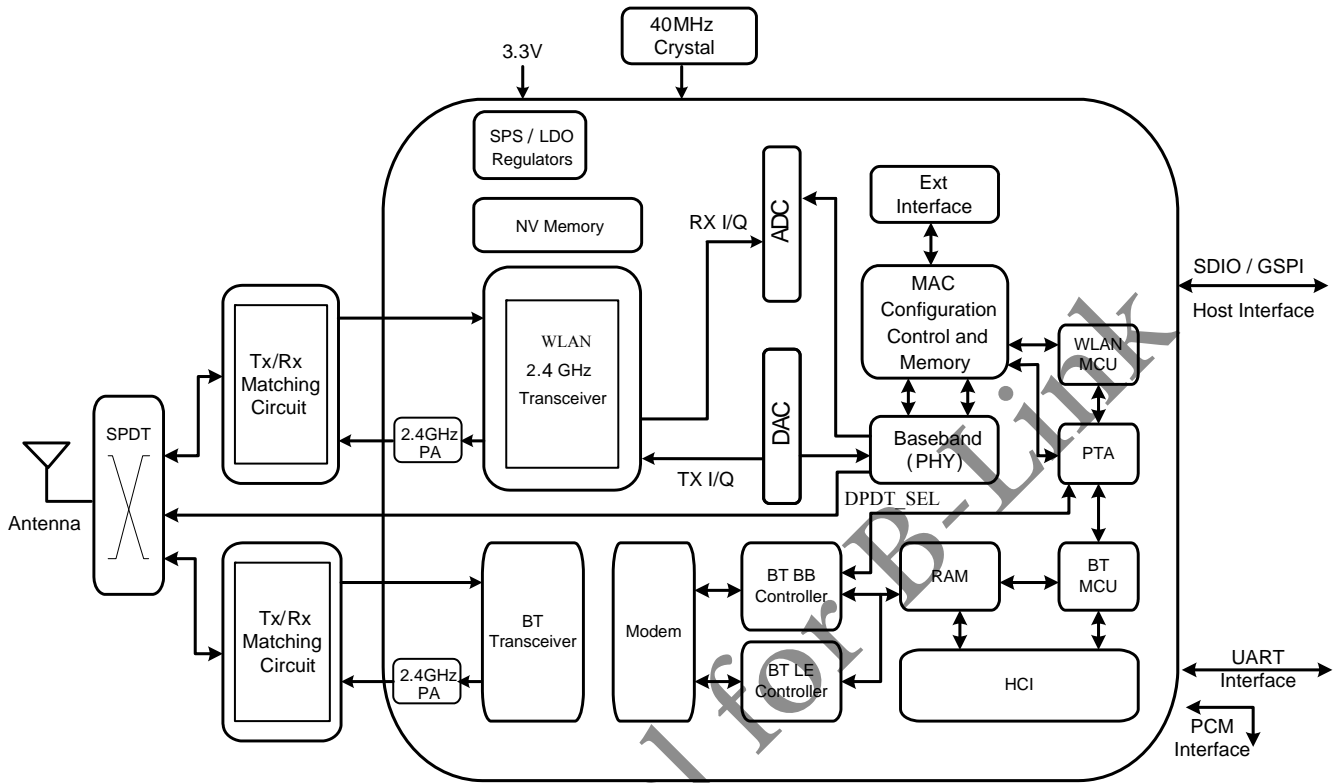 40MHz
Crystal
3.3V
SPS / LDO
Regulators
NV Memory
RX I/Q
ADC
Ext
Interface
MAC
Configuration
Control and
Memory
SDIO / GSPI
Host Interface
Tx/Rx
Matching
Circuit
WLAN
2.4 GHz
Transceiver
WLAN
MCU
SPDT
2.4GHz
PA
DAC
Baseband
(PHY)
PTA
TX I/Q
DPDT_SEL
Antenna
Tx/Rx
Matching
Circuit
BT
Transceiver
Modem
BT BB
Controller
RAM
BT
MCU
2.4GHz
PA
BT LE
Controller
HCI
UART
Interface
PCM
Interface
l for B-Link